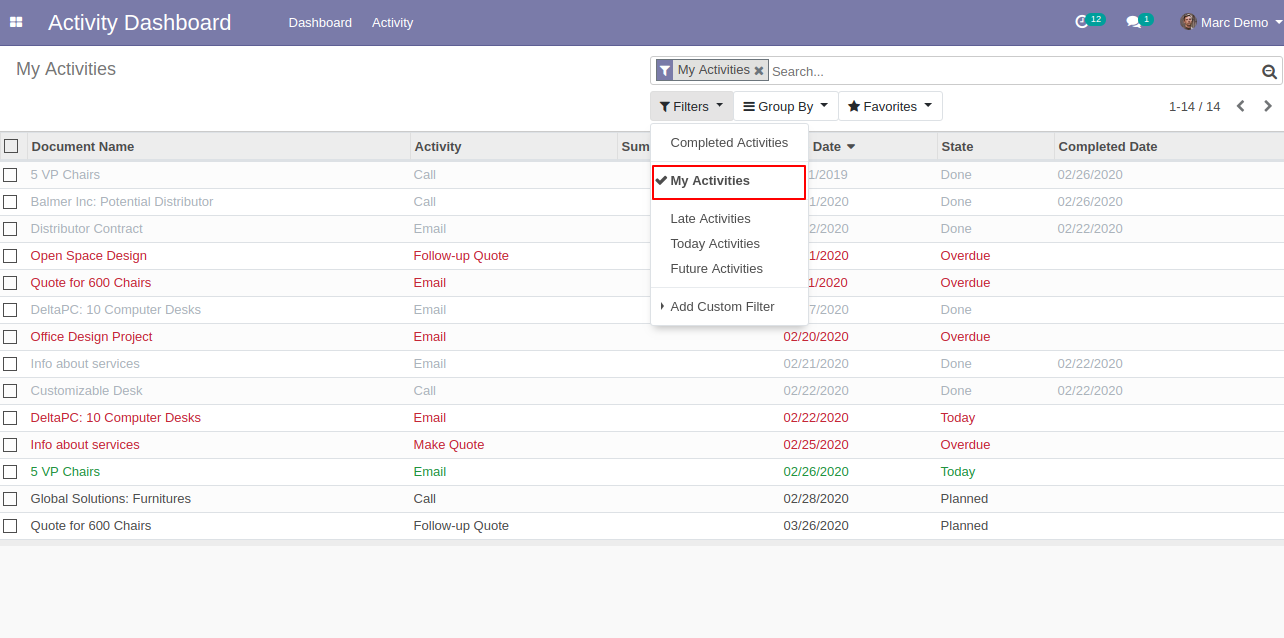 Activity Dashboard Dashboard Activity 12 1 Marc Demo
My Activities My Activities Search...
Filters Group By Favorites 1-14 / 14
Completed Activities
My Activities
Late Activities
Today Activities
Future Activities
Add Custom Filter
Document Name Activity Sum Date State Completed Date
5 VP Chairs Call 1/2019 Done 02/26/2020
Balmer Inc: Potential Distributor Call 1/2020 Done 02/26/2020
Distributor Contract Email 2/2020 Done 02/22/2020
Open Space Design Follow-up Quote 1/2020 Overdue
Quote for 600 Chairs Email 1/2020 Overdue
DeltaPC: 10 Computer Desks Email 7/2020 Done
Office Design Project Email 02/20/2020 Overdue
Info about services Email 02/21/2020 Done 02/22/2020
Customizable Desk Call 02/22/2020 Done 02/22/2020
DeltaPC: 10 Computer Desks Email 02/22/2020 Today
Info about services Make Quote 02/25/2020 Overdue
5 VP Chairs Email 02/26/2020 Today
Global Solutions: Furnitures Call 02/28/2020 Planned
Quote for 600 Chairs Follow-up Quote 03/26/2020 Planned